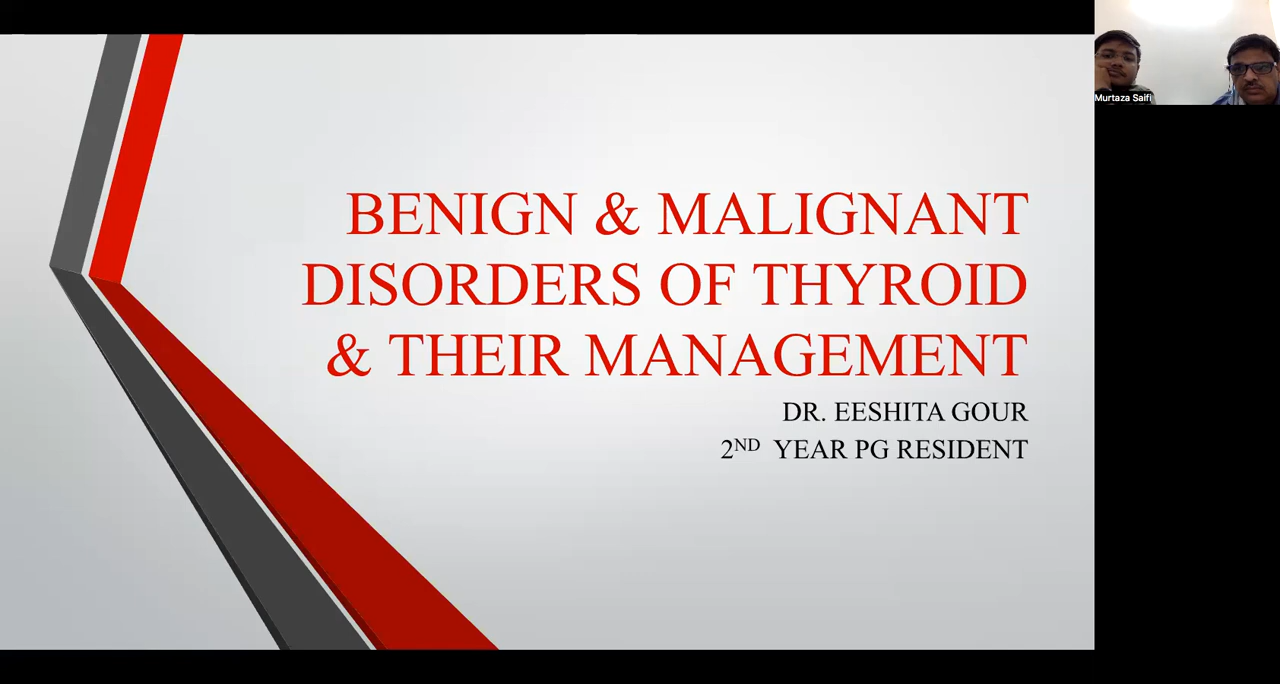 BENIGN & MALIGNANT
DISORDERS OF THYROID
& THEIR MANAGEMENT
DR. EESHITA GOUR
2ND YEAR PG RESIDENT
Murtaza Saifi